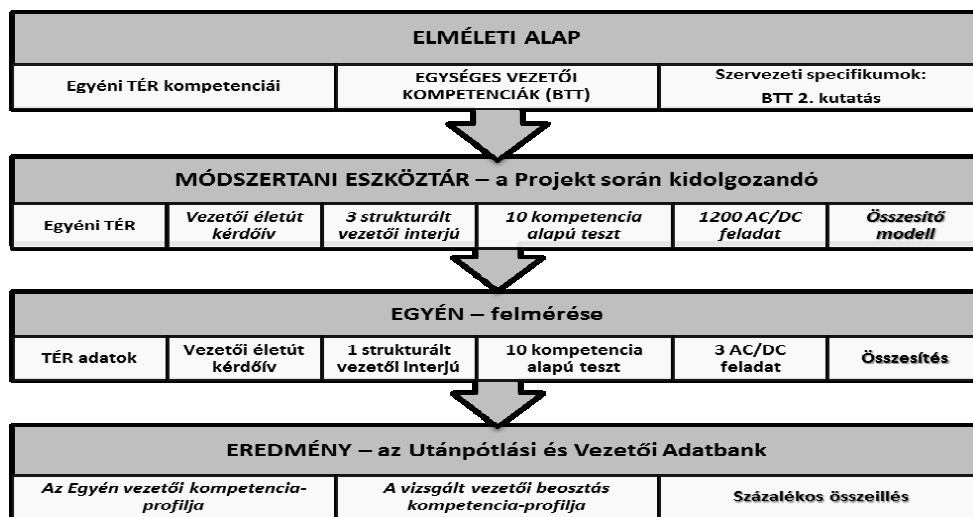 ELMÉLETI ALAP
Egyéni TÉR kompetenciái
EGYSÉGES VEZETŐI
KOMPETENCIÁK (BTT)
Szervezeti specifikumok:
BTT 2. kutatás
MÓDSZERTANI ESZKÖZTÁR – a Projekt során kidolgozandó
Egyéni TÉR
Vezetői életút
kérdőív
3 strukturált
vezetői interjú
10 kompetencia
alapú teszt
1200 AC/DC
feladat
Összesítő
modell
EGYÉN – felmérése
TÉR adatok
Vezetői életút
kérdőív
1 strukturált
vezetől interjú
10 kompetencia
alapú teszt
3 AC/DC
feladat
Összesítés
EREDMÉNY – az Utánpótlási és Vezetői Adatbank
Az Egyén vezetői kompetencia-
profilja
A vizsgált vezetői beosztás
kompetencia-profilja
Százalékos összeillés